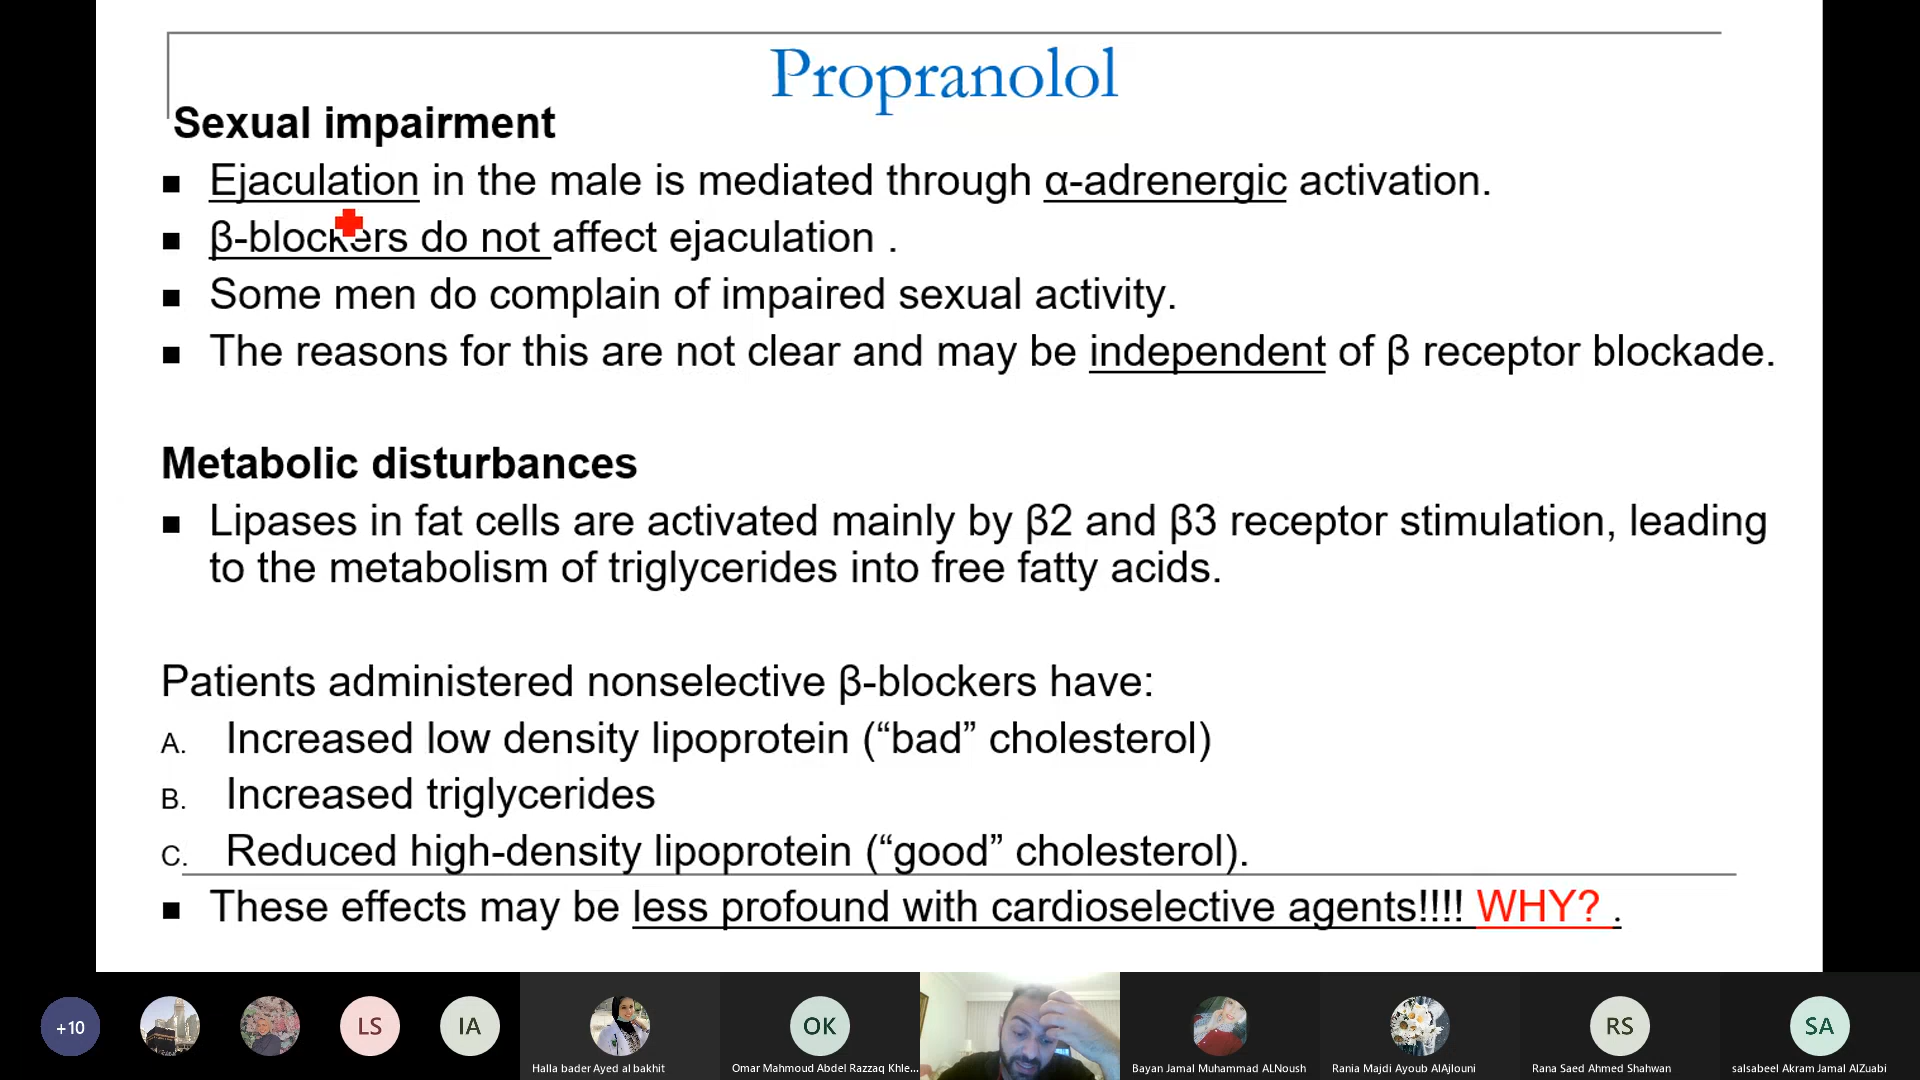 Propranolol
Sexual impairment
■ Ejaculation in the male is mediated through α-adrenergic activation.
■ β-blockers do not affect ejaculation .
■ Some men do complain of impaired sexual activity.
■ The reasons for this are not clear and may be independent of β receptor blockade.
Metabolic disturbances
■ Lipases in fat cells are activated mainly by β2 and β3 receptor stimulation, leading
to the metabolism of triglycerides into free fatty acids.
Patients administered nonselective β-blockers have:
A. Increased low density lipoprotein (“bad” cholesterol)
B. Increased triglycerides
C. Reduced high-density lipoprotein (“good” cholesterol).
■ These effects may be less profound with cardioselective agents!!!! WHY? .
+10
LS
IA
OK
RS
SA
Halla bader Ayed al bakhit
Omar Mahmoud Abdel Razzaq Khle...
Bayan Jamal Muhammad ALNoush
Rania Majdi Ayoub AlAjlouni
Rana Saed Ahmed Shahwan
salsabeel Akram Jamal AlZuabi